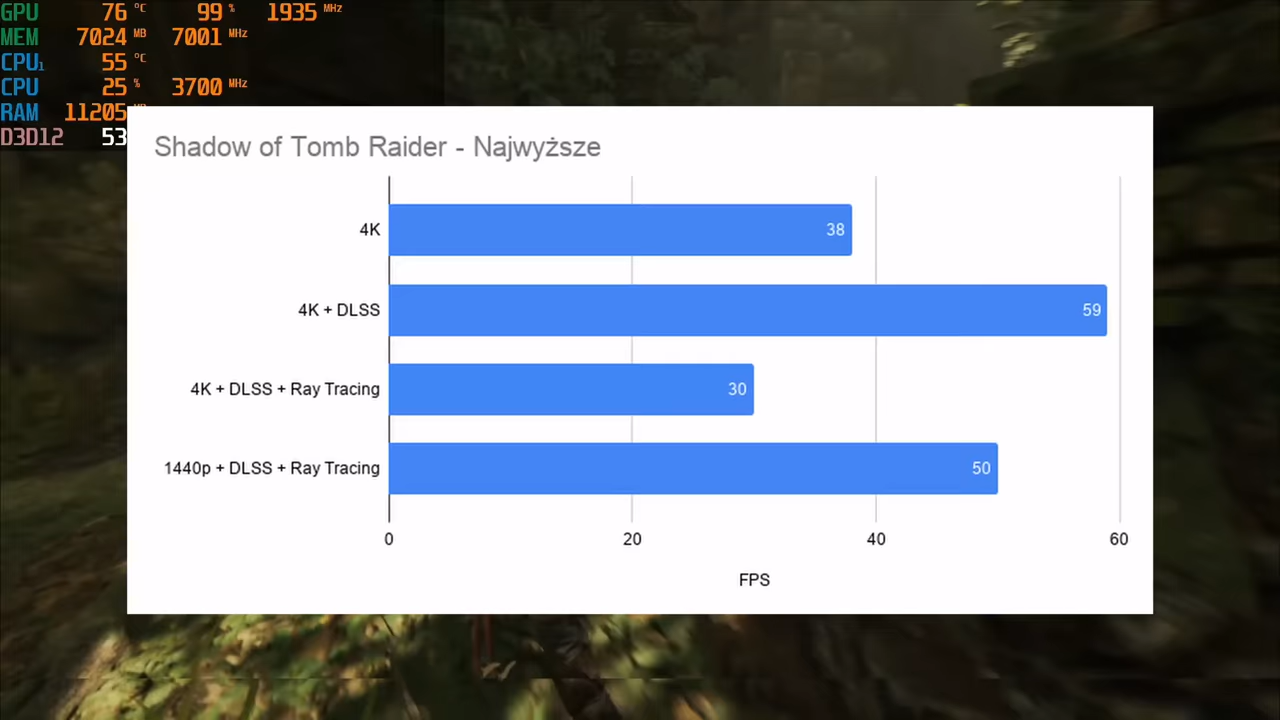 GPU 76 °C 99 % 1935 MHz
MEM 7024 MB 7001 MHz
CPU1 55 °C
CPU 25 % 3700 MHz
RAM 11205
D3D12 53
Shadow of Tomb Raider - Najwyższe
4K 38
4K + DLSS 59
4K + DLSS + Ray Tracing 30
1440p + DLSS + Ray Tracing 50
0 20 40 60
FPS